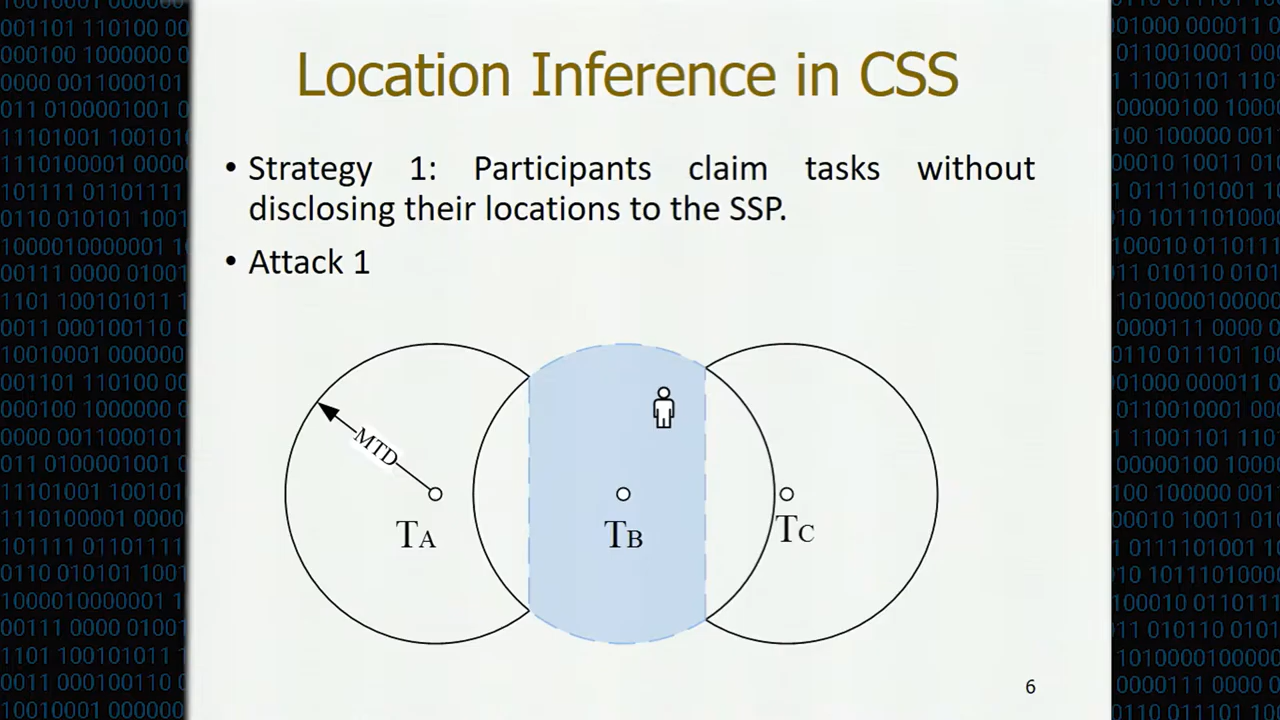 Location Inference in CSS
• Strategy 1: Participants claim tasks without
disclosing their locations to the SSP.
• Attack 1
MTD
TA
TB
TC
6